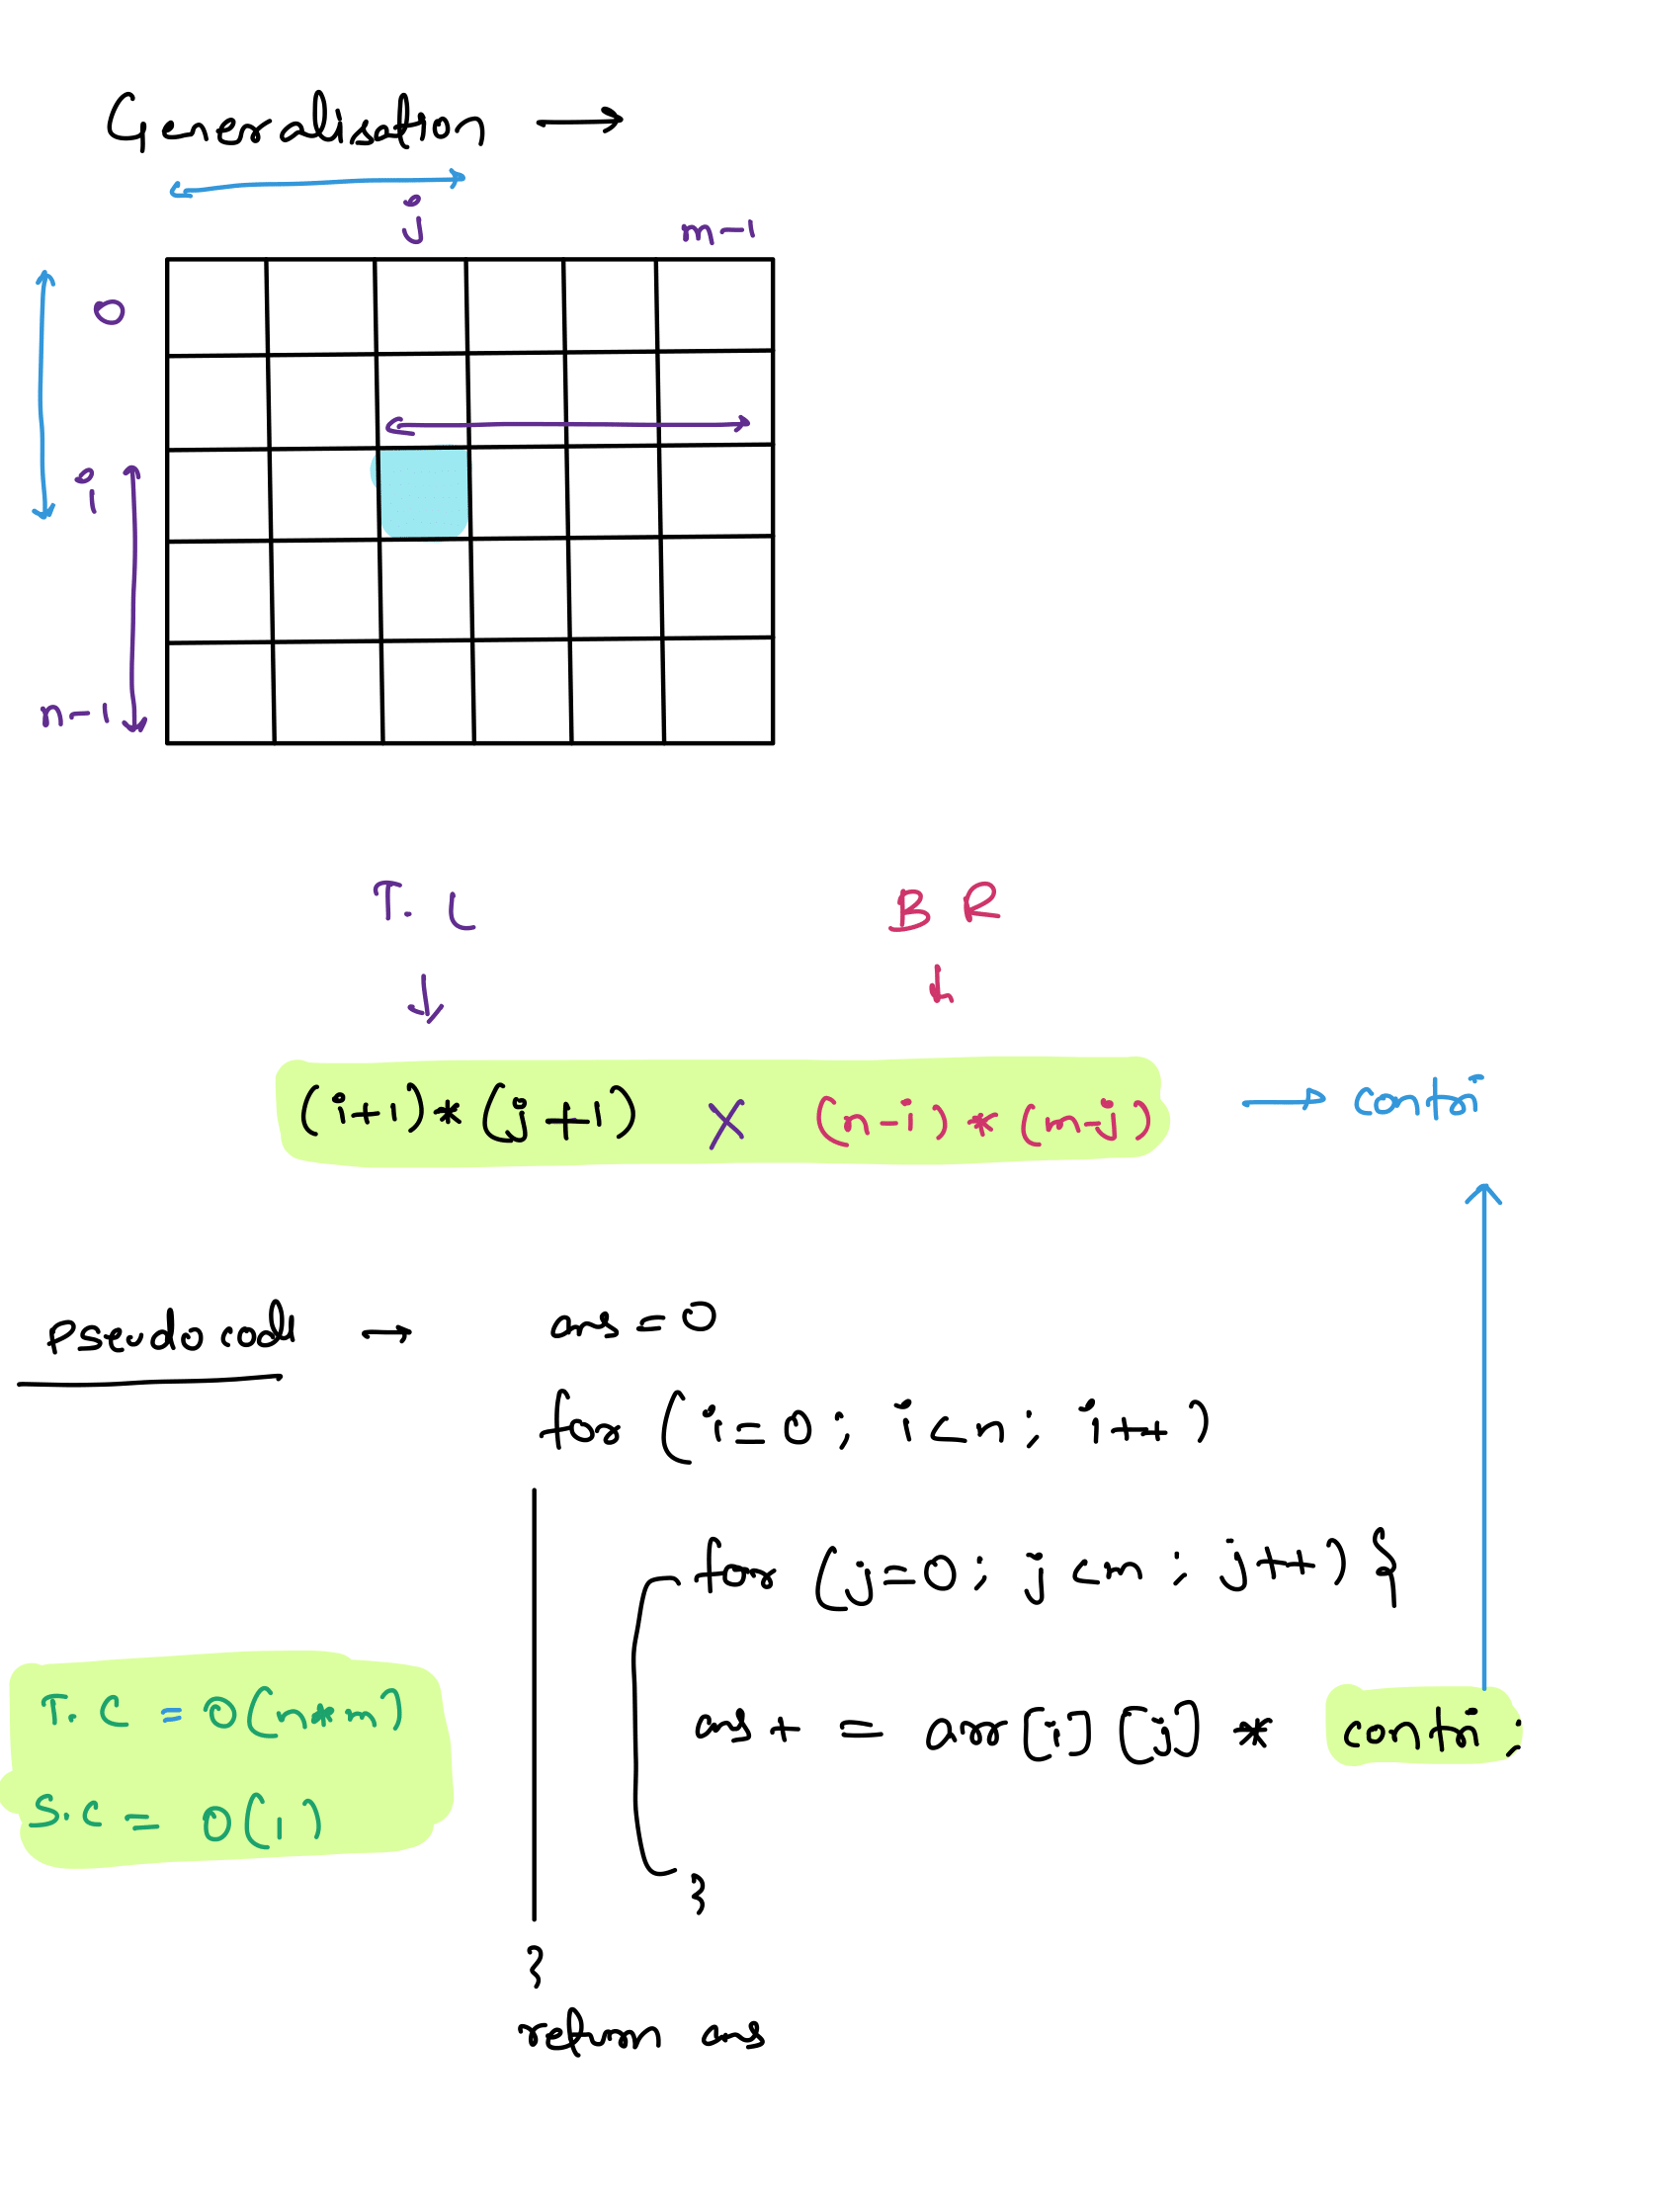 Generalisation →
j m-1
0
i
n-1
T. L B R
(i+1)*(j+1) X (n-i)*(m-j) → contri
Pseudo code → ans=0
for (i=0; i<n; i++)
for (j=0; j<m; j++) {
T.C = O(n*m)
ans+ = arr[i][j] * contri;
S.C = O(1)
}
}
return ans